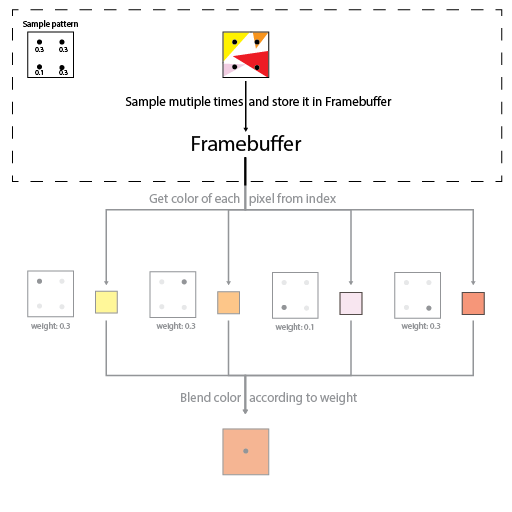 Sample pattern
0.3 0.3
0.1 0.3
Sample mutiple times and store it in Framebuffer
Framebuffer
Get color of each pixel from index
weight: 0.3
weight: 0.3
weight: 0.1
weight: 0.3
Blend color according to weight